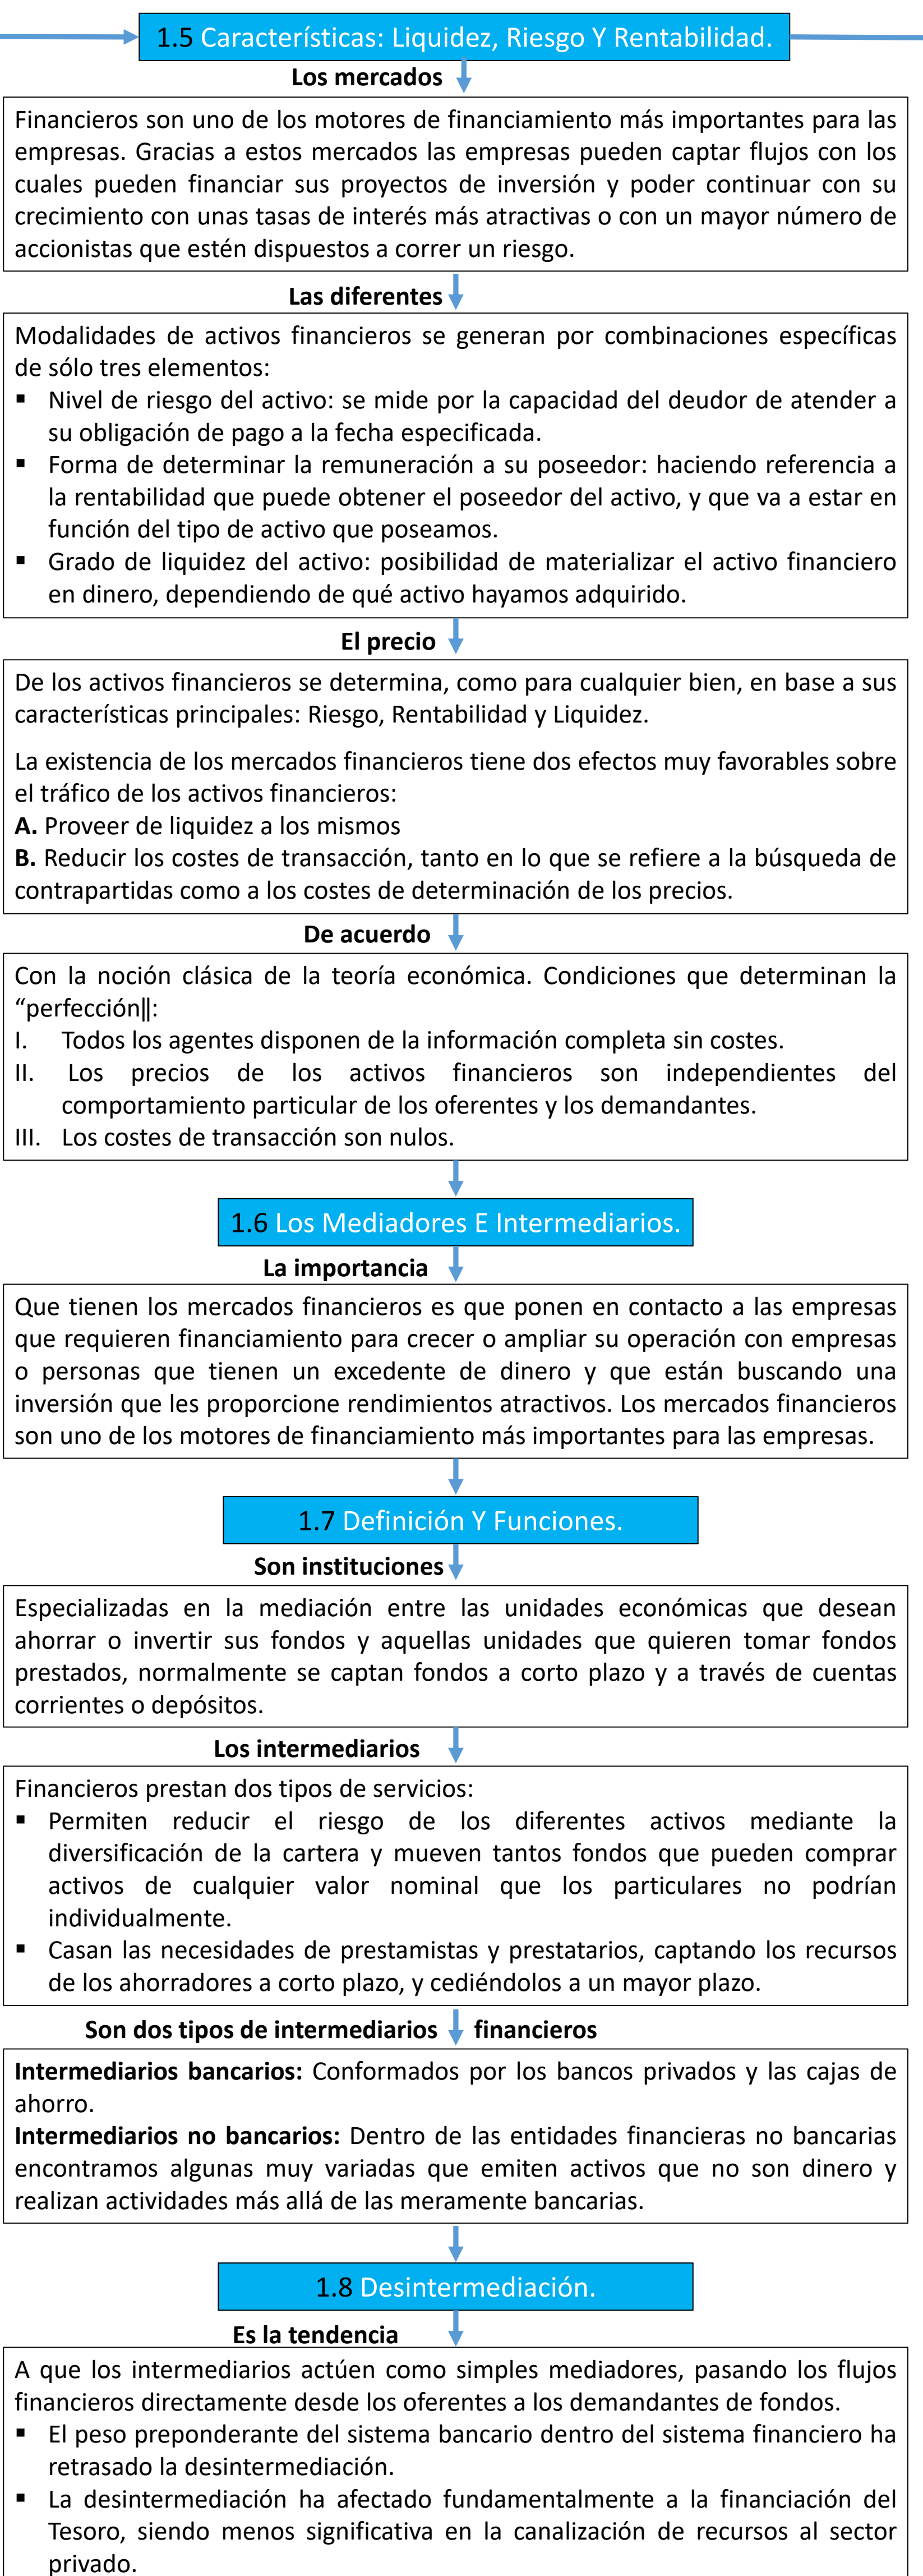 1.5 Características: Liquidez, Riesgo Y Rentabilidad.
Los mercados
Financieros son uno de los motores de financiamiento más importantes para las
empresas. Gracias a estos mercados las empresas pueden captar flujos con los
cuales pueden financiar sus proyectos de inversión y poder continuar con su
crecimiento con unas tasas de interés más atractivas o con un mayor número de
accionistas que estén dispuestos a correr un riesgo.
Las diferentes
Modalidades de activos financieros se generan por combinaciones específicas
de sólo tres elementos:
▪ Nivel de riesgo del activo: se mide por la capacidad del deudor de atender a
su obligación de pago a la fecha especificada.
▪ Forma de determinar la remuneración a su poseedor: haciendo referencia a
la rentabilidad que puede obtener el poseedor del activo, y que va a estar en
función del tipo de activo que poseamos.
▪ Grado de liquidez del activo: posibilidad de materializar el activo financiero
en dinero, dependiendo de qué activo hayamos adquirido.
El precio
De los activos financieros se determina, como para cualquier bien, en base a sus
características principales: Riesgo, Rentabilidad y Liquidez.
La existencia de los mercados financieros tiene dos efectos muy favorables sobre
el tráfico de los activos financieros:
A. Proveer de liquidez a los mismos
B. Reducir los costes de transacción, tanto en lo que se refiere a la búsqueda de
contrapartidas como a los costes de determinación de los precios.
De acuerdo
Con la noción clásica de la teoría económica. Condiciones que determinan la
“perfección‖:
I. Todos los agentes disponen de la información completa sin costes.
II. Los precios de los activos financieros son independientes del
comportamiento particular de los oferentes y los demandantes.
III. Los costes de transacción son nulos.
1.6 Los Mediadores E Intermediarios.
La importancia
Que tienen los mercados financieros es que ponen en contacto a las empresas
que requieren financiamiento para crecer o ampliar su operación con empresas
o personas que tienen un excedente de dinero y que están buscando una
inversión que les proporcione rendimientos atractivos. Los mercados financieros
son uno de los motores de financiamiento más importantes para las empresas.
1.7 Definición Y Funciones.
Son instituciones
Especializadas en la mediación entre las unidades económicas que desean
ahorrar o invertir sus fondos y aquellas unidades que quieren tomar fondos
prestados, normalmente se captan fondos a corto plazo y a través de cuentas
corrientes o depósitos.
Los intermediarios
Financieros prestan dos tipos de servicios:
▪ Permiten reducir el riesgo de los diferentes activos mediante la
diversificación de la cartera y mueven tantos fondos que pueden comprar
activos de cualquier valor nominal que los particulares no podrían
individualmente.
▪ Casan las necesidades de prestamistas y prestatarios, captando los recursos
de los ahorradores a corto plazo, y cediéndolos a un mayor plazo.
Son dos tipos de intermediarios financieros
Intermediarios bancarios: Conformados por los bancos privados y las cajas de
ahorro.
Intermediarios no bancarios: Dentro de las entidades financieras no bancarias
encontramos algunas muy variadas que emiten activos que no son dinero y
realizan actividades más allá de las meramente bancarias.
1.8 Desintermediación.
Es la tendencia
A que los intermediarios actúen como simples mediadores, pasando los flujos
financieros directamente desde los oferentes a los demandantes de fondos.
▪ El peso preponderante del sistema bancario dentro del sistema financiero ha
retrasado la desintermediación.
▪ La desintermediación ha afectado fundamentalmente a la financiación del
Tesoro, siendo menos significativa en la canalización de recursos al sector
privado.